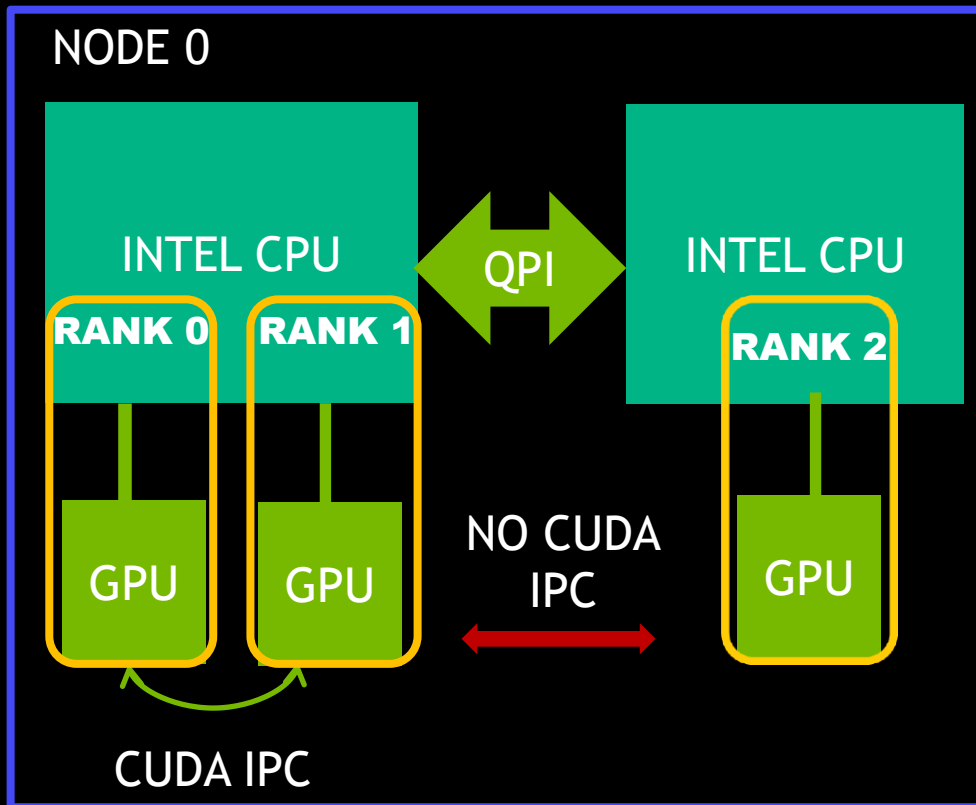 NODE 0
INTEL CPU
QPI
INTEL CPU
RANK 0
RANK 1
RANK 2
GPU
GPU
NO CUDA
IPC
GPU
CUDA IPC